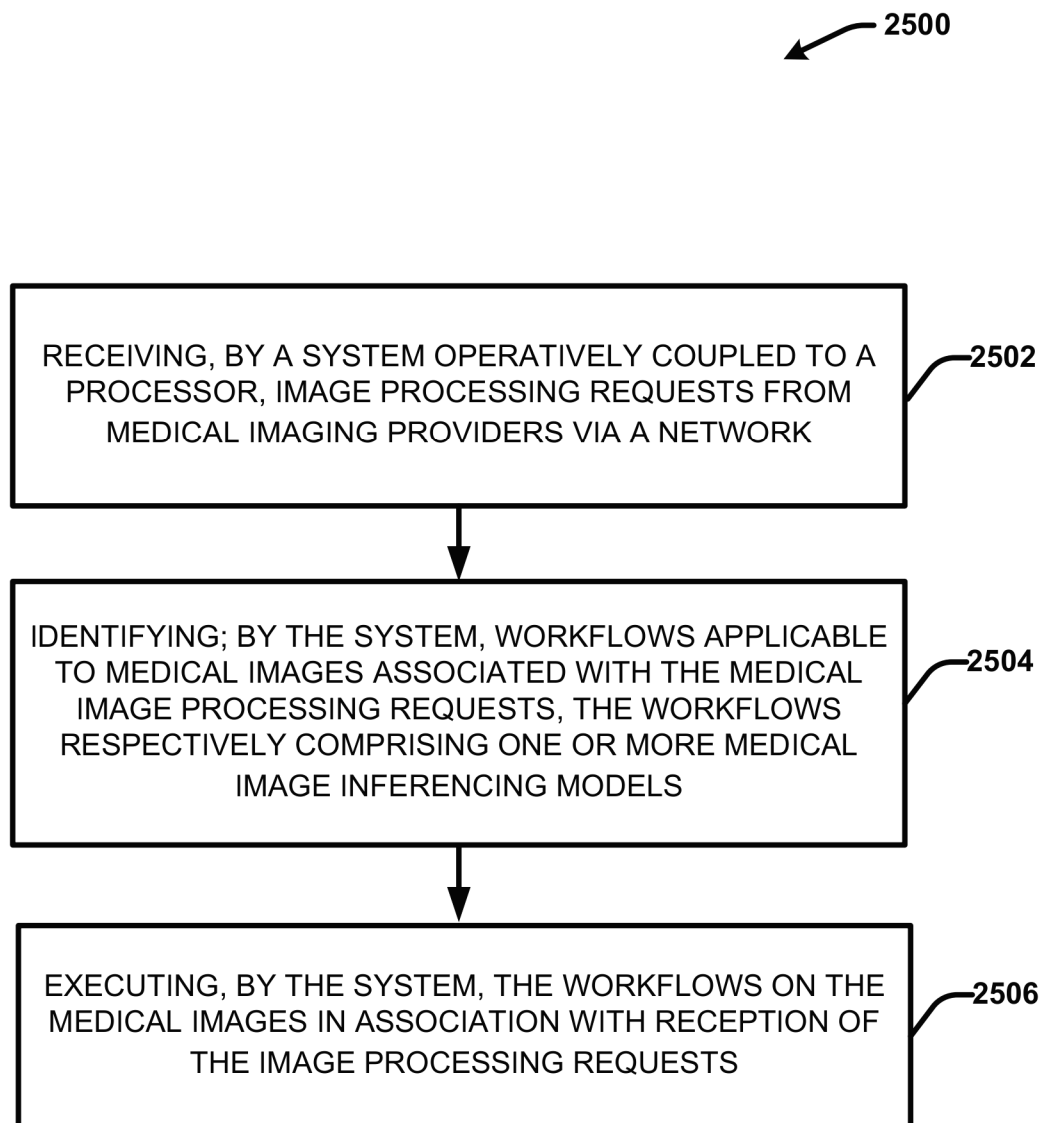 2500
RECEIVING, BY A SYSTEM OPERATIVELY COUPLED TO A
PROCESSOR, IMAGE PROCESSING REQUESTS FROM
MEDICAL IMAGING PROVIDERS VIA A NETWORK
2502
IDENTIFYING; BY THE SYSTEM, WORKFLOWS APPLICABLE
TO MEDICAL IMAGES ASSOCIATED WITH THE MEDICAL
IMAGE PROCESSING REQUESTS, THE WORKFLOWS
RESPECTIVELY COMPRISING ONE OR MORE MEDICAL
IMAGE INFERENCING MODELS
2504
EXECUTING, BY THE SYSTEM, THE WORKFLOWS ON THE
MEDICAL IMAGES IN ASSOCIATION WITH RECEPTION OF
THE IMAGE PROCESSING REQUESTS
2506